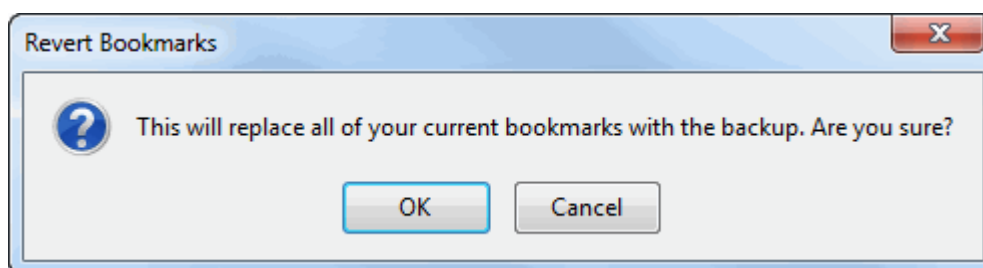 Revert Bookmarks
This will replace all of your current bookmarks with the backup. Are you sure?
OK
Cancel